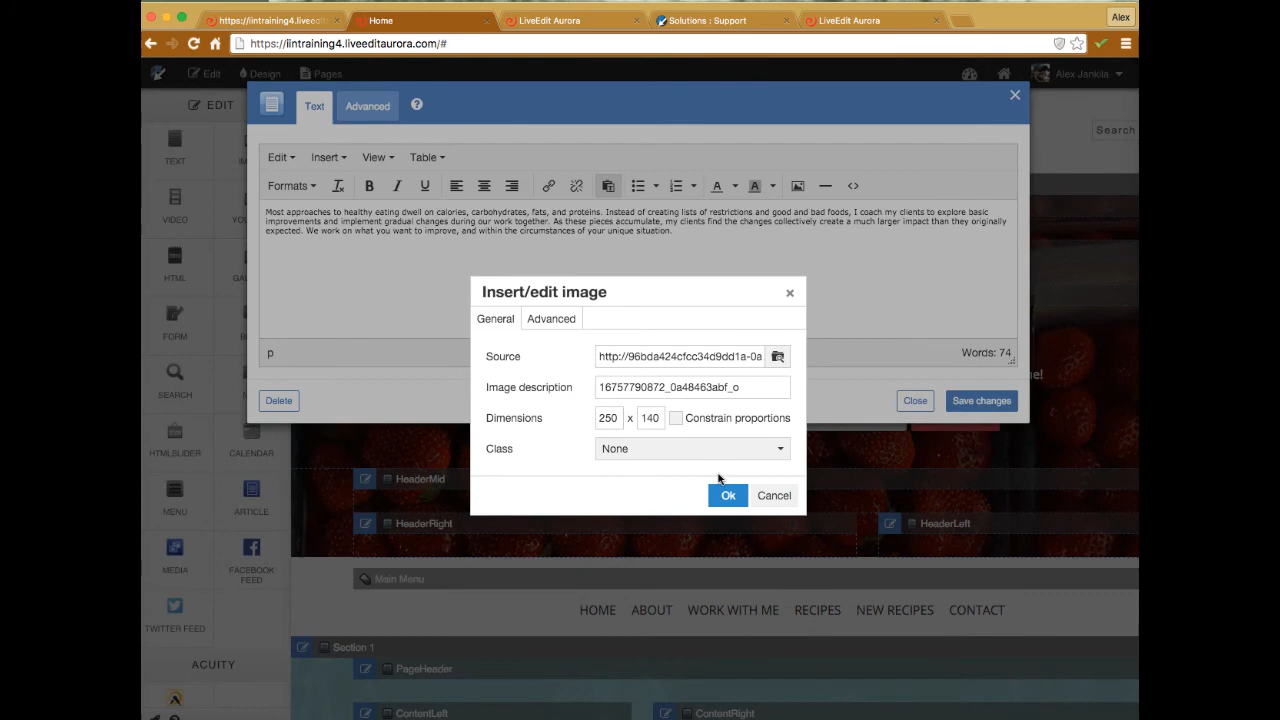 https://iintraining4.liveedit
Home
LiveEdit Aurora
Solutions : Support
LiveEdit Aurora
Alex
https://iintraining4.liveeditaurora.com/#
Edit
Design
Pages
Alex Jankila
EDIT
Text
Advanced
Search
TEXT
Edit
Insert
View
Table
Formats
B I U
A A
VIDEO
Most approaches to healthy eating dwell on calories, carbohydrates, fats, and proteins. Instead of creating lists of restrictions and good and bad foods, I coach my clients to explore basic
improvements and implement gradual changes during our work together. As these pieces accumulate, my clients find the changes collectively create a much larger impact than they originally
expected. We work on what you want to improve, and within the circumstances of your unique situation.
HTML
FORM
p
Words: 74
SEARCH
Delete
Close
Save changes
Insert/edit image
General
Advanced
Source
http://96bda424cfcc34d9dd1a-0a
Image description
16757790872_0a48463abf_o
Dimensions
250 x 140
Constrain proportions
Class
None
Ok
Cancel
HTMLSLIDER
CALENDAR
HeaderMid
MENU
ARTICLE
HeaderRight
HeaderLeft
MEDIA
FACEBOOK
FEED
Main Menu
HOME ABOUT WORK WITH ME RECIPES NEW RECIPES CONTACT
TWITTER FEED
Section 1
ACUITY
PageHeader
ContentLeft
ContentRight